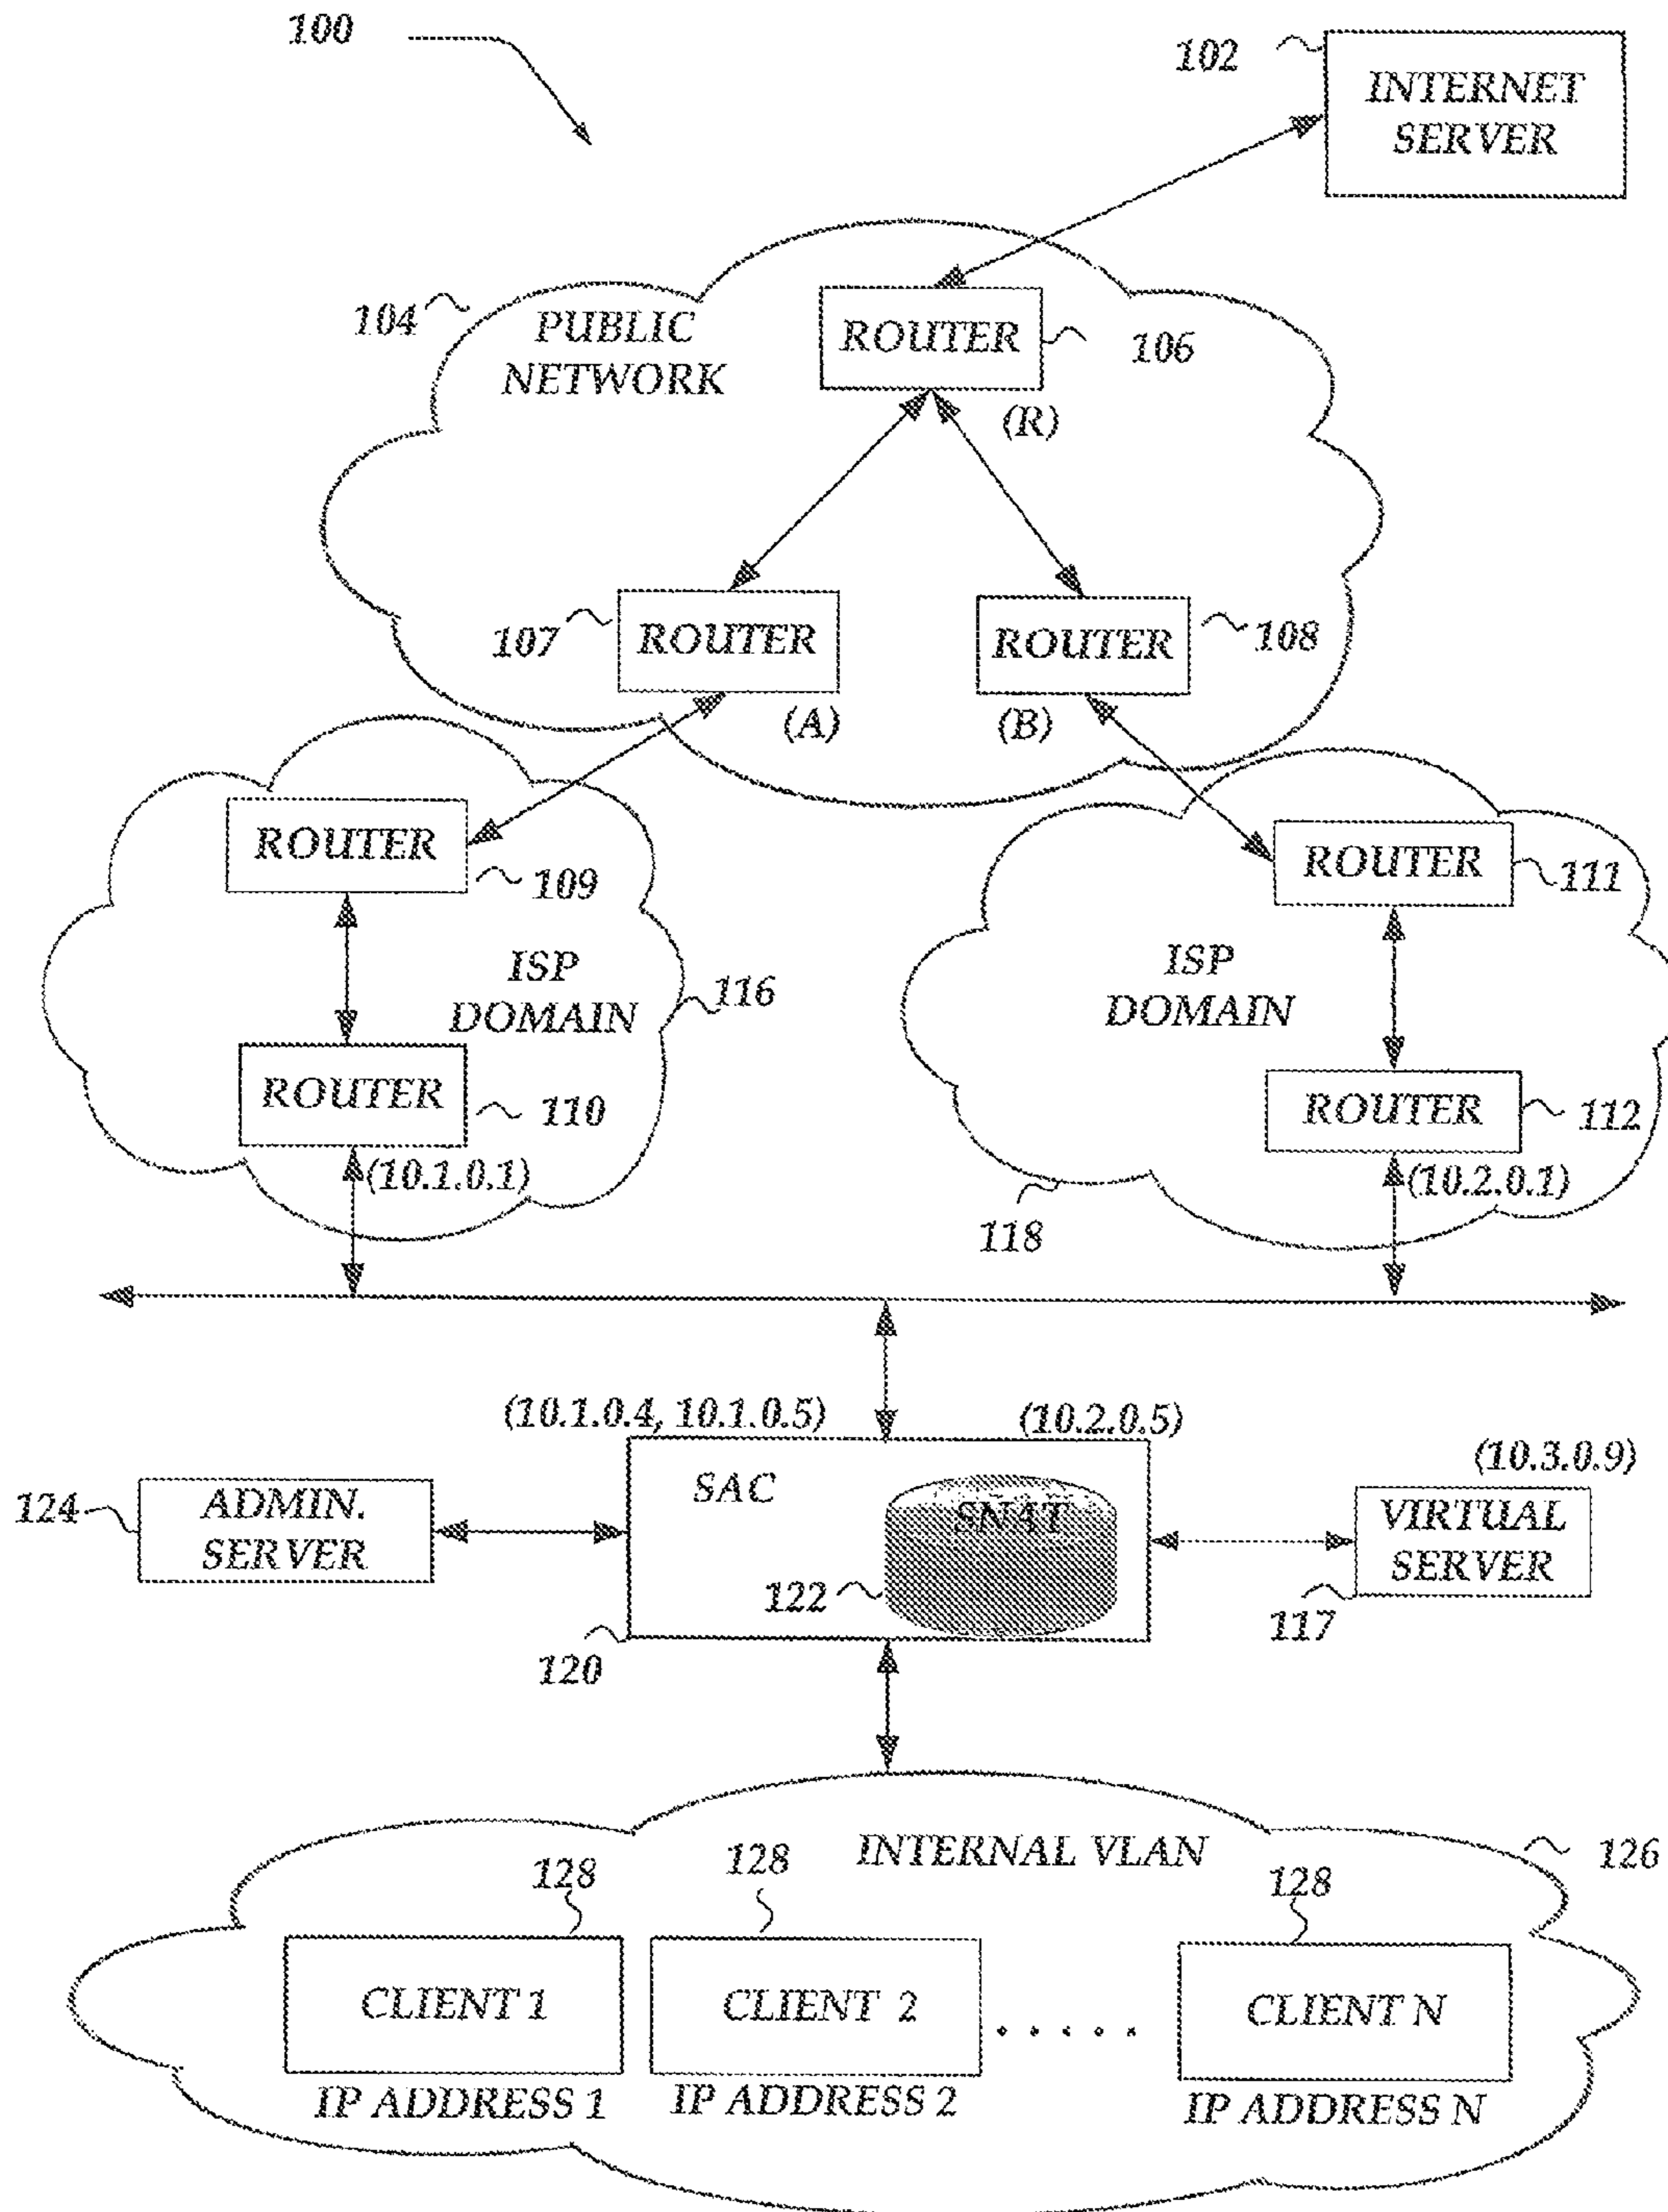 100
102
INTERNET
SERVER
104
PUBLIC
NETWORK
ROUTER
106
(R)
107
ROUTER
ROUTER
108
(A)
(B)
ROUTER
109
ROUTER
111
ISP
DOMAIN
116
ISP
DOMAIN
ROUTER
110
ROUTER
112
(10.1.0.1)
(10.2.0.1)
118
(10.1.0.4, 10.1.0.5)
(10.2.0.5)
(10.3.0.9)
124
ADMIN.
SERVER
SAC
SNAT
122
120
VIRTUAL
SERVER
117
INTERNAL VLAN
126
128
128
128
CLIENT 1
CLIENT 2
. . . . .
CLIENT N
IP ADDRESS 1
IP ADDRESS 2
IP ADDRESS N